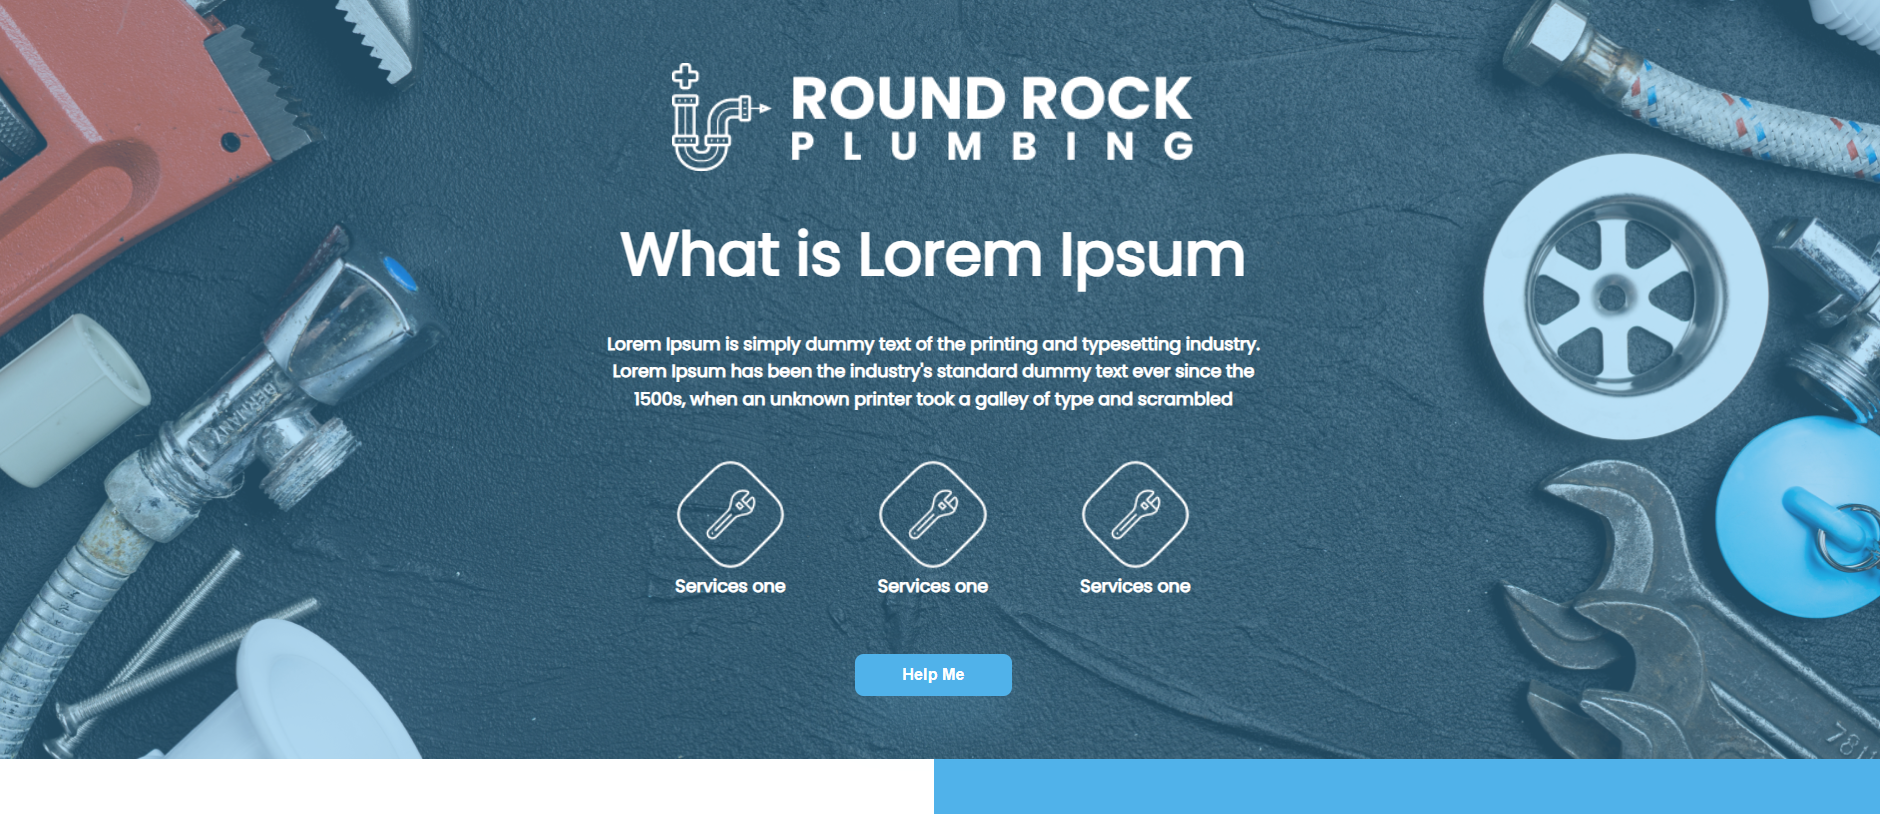 ROUND ROCK
PLUMBING
What is Lorem Ipsum
Lorem Ipsum is simply dummy text of the printing and typesetting industry.
Lorem Ipsum has been the industry's standard dummy text ever since the
1500s, when an unknown printer took a galley of type and scrambled
Services one
Services one
Services one
Help Me
GERMANY